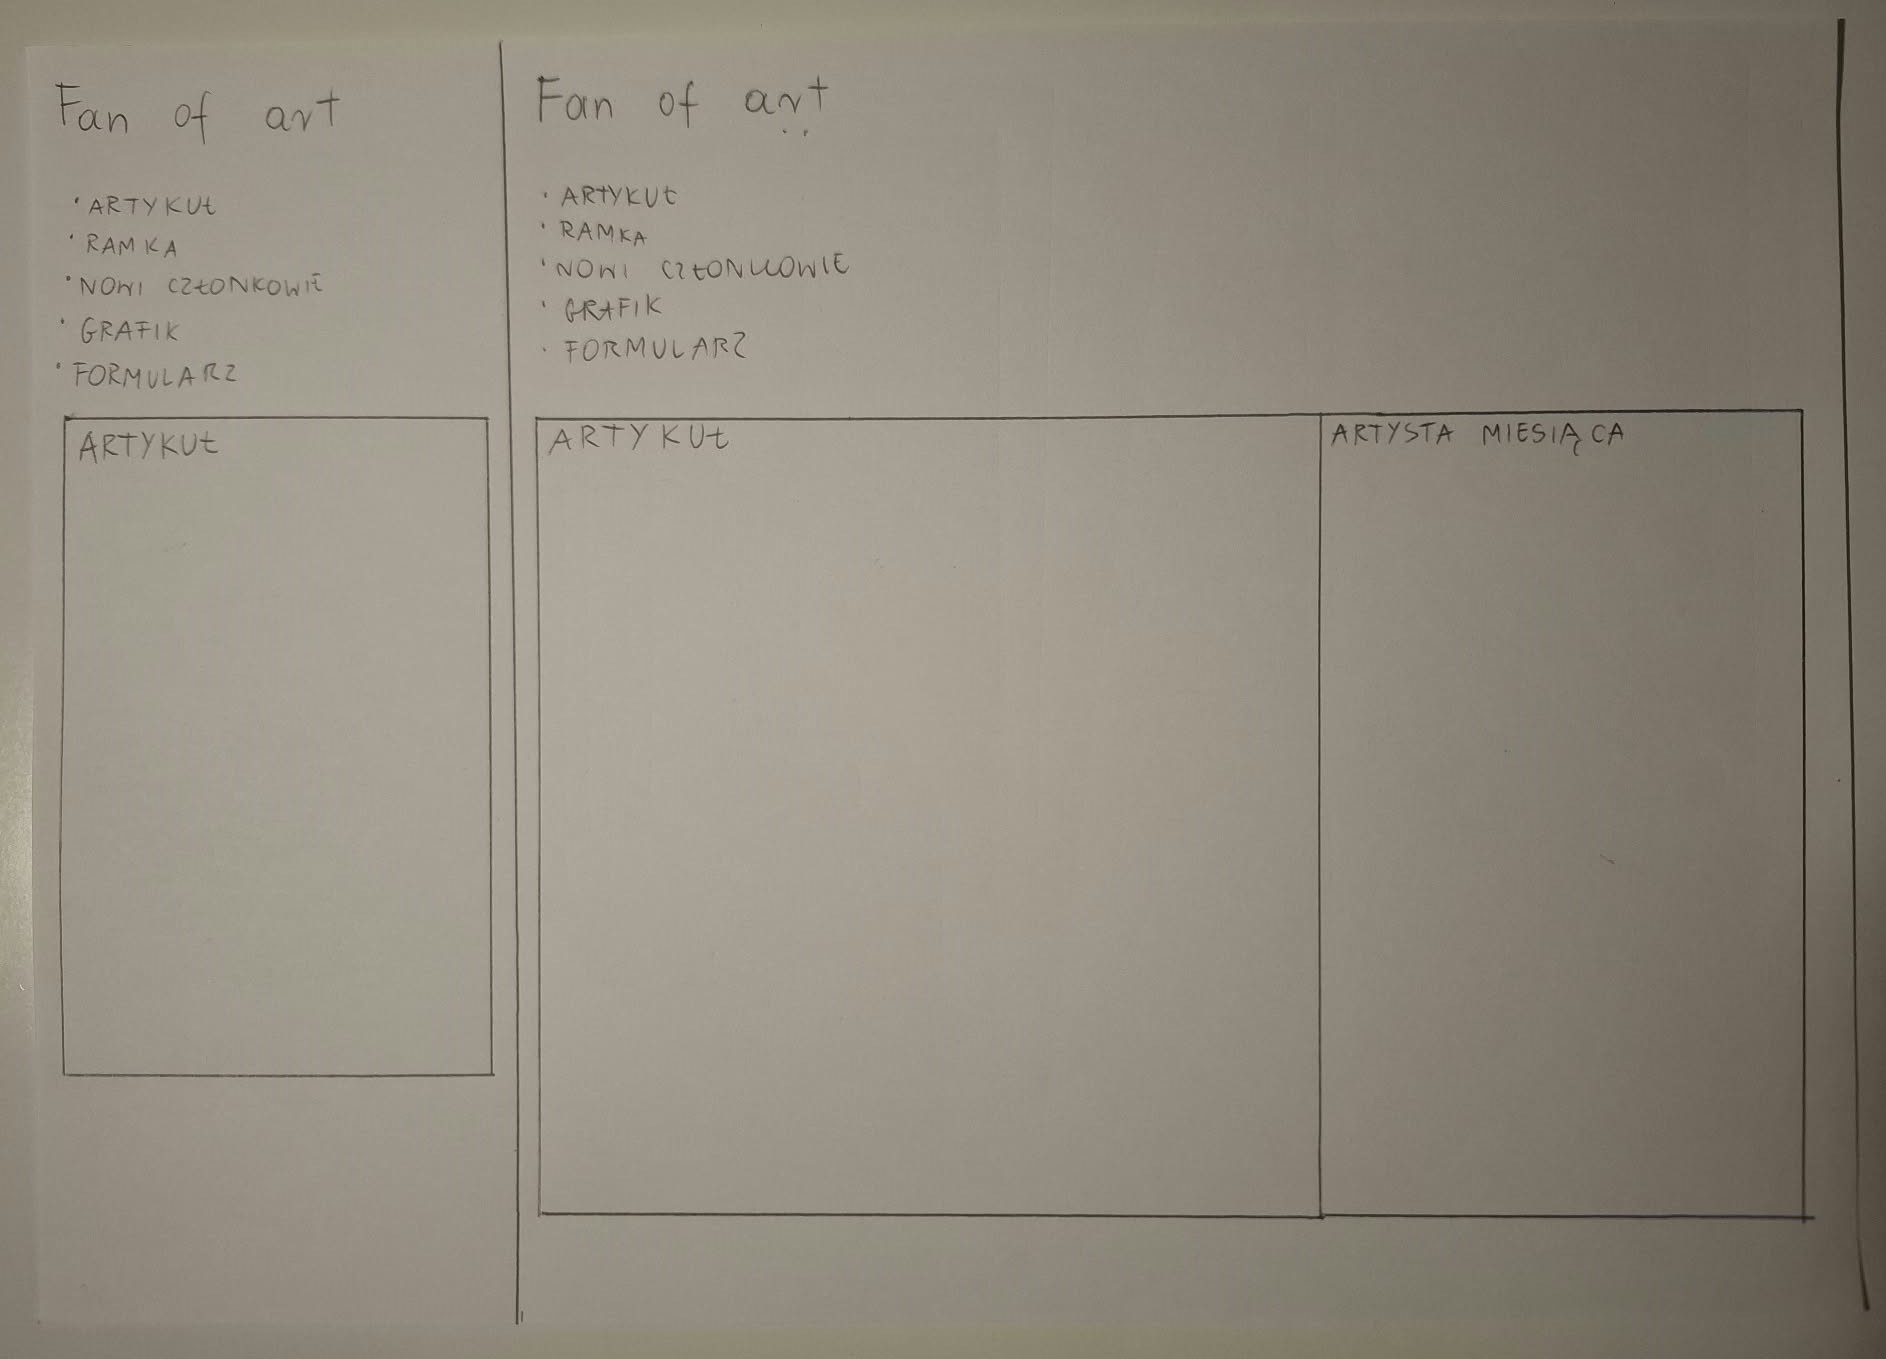 Fan of art
• ARTYKUŁ
• RAMKA
• NOWI CZŁONKOWIE
• GRAFIK
• FORMULARZ
ARTYKUŁ
Fan of art
• ARTYKUŁ
• RAMKA
• NOWI CZŁONKOWIE
• GRAFIK
• FORMULARZ
ARTYKUŁ
ARTYSTA MIESIĄCA